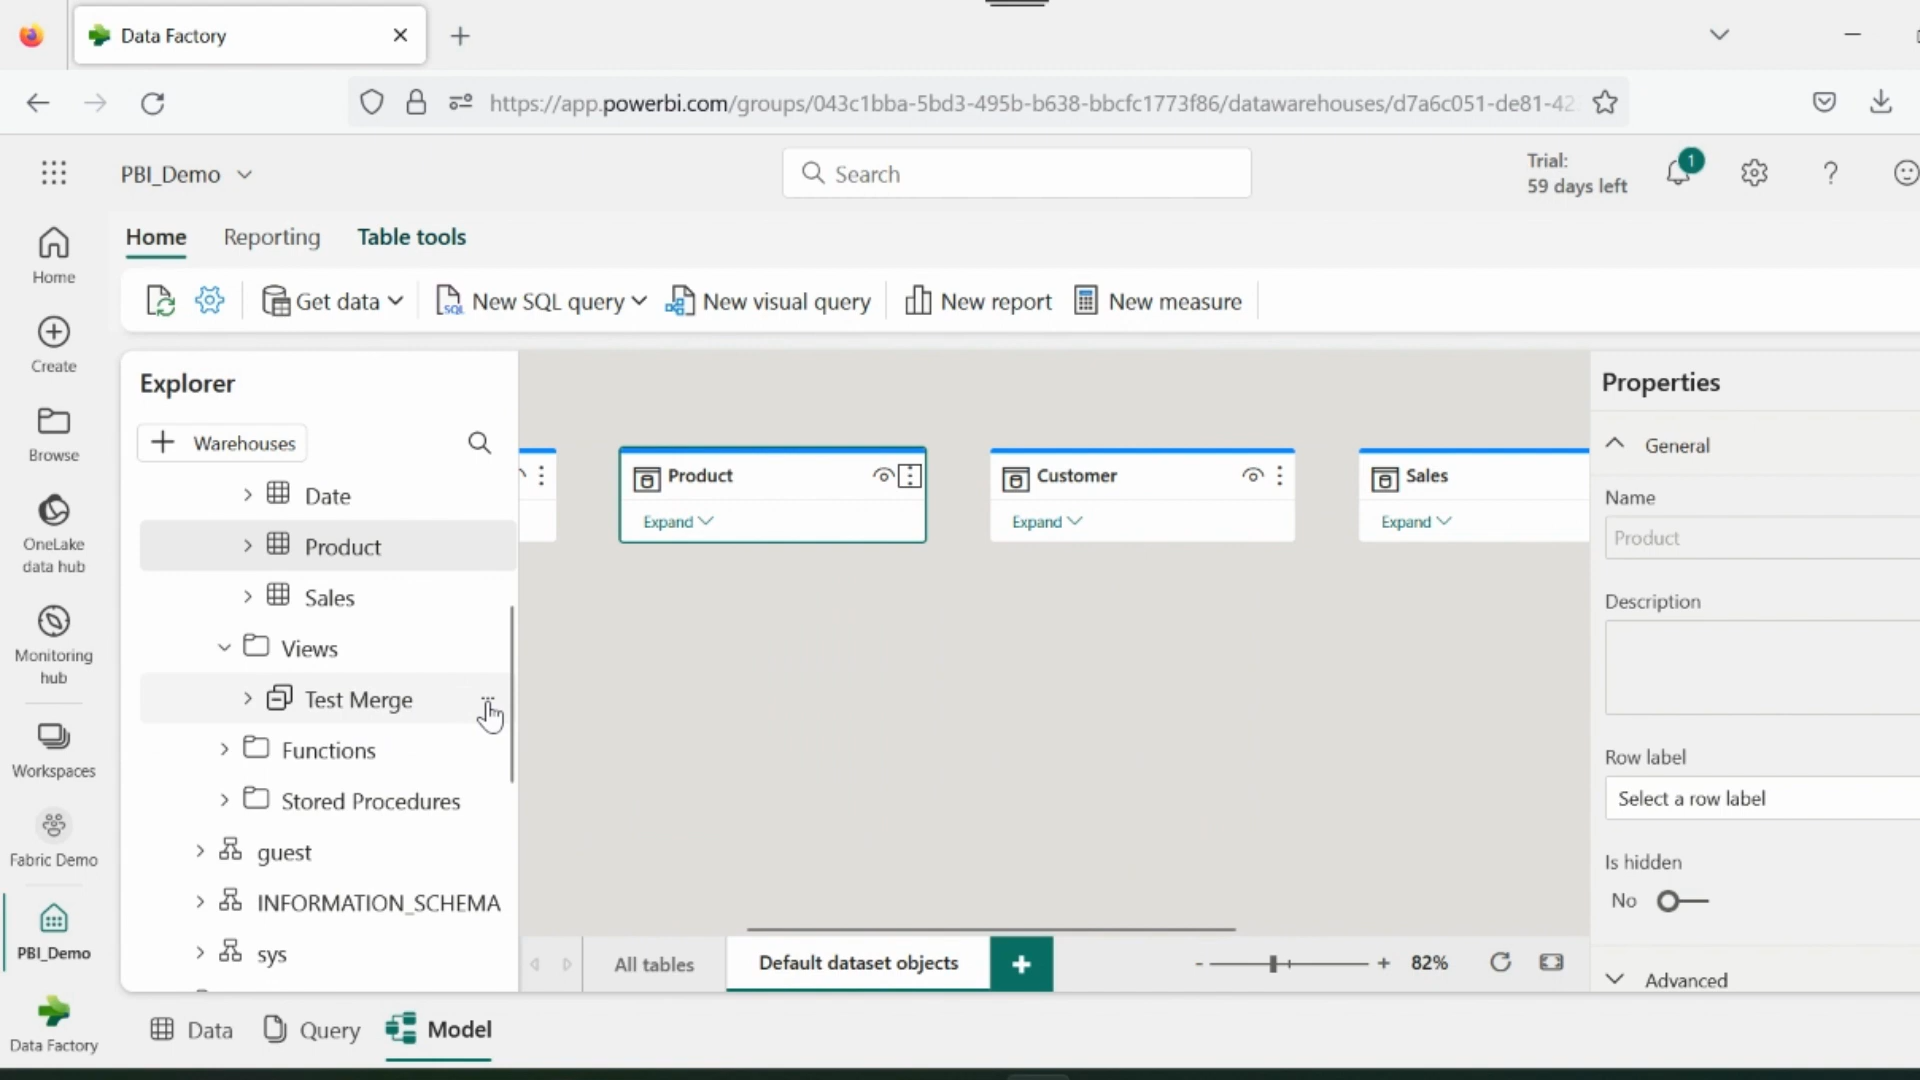 Data Factory
https://app.powerbi.com/groups/043c1bba-5bd3-495b-b638-bbcfc1773f86/datawarehouses/d7a6c051-de81-42
PBI_Demo
Search
Trial:
59 days left
1
Home
Reporting
Table tools
Get data
New SQL query
New visual query
New report
New measure
Home
Create
Browse
OneLake
data hub
Monitoring
hub
Workspaces
Fabric Demo
PBI_Demo
Data Factory
Explorer
Warehouses
Date
Product
Sales
Views
Test Merge
Functions
Stored Procedures
guest
INFORMATION_SCHEMA
sys
Product
Expand
Customer
Expand
Sales
Expand
All tables
Default dataset objects
82%
Properties
General
Name
Product
Description
Row label
Select a row label
Is hidden
No
Advanced
Data
Query
Model